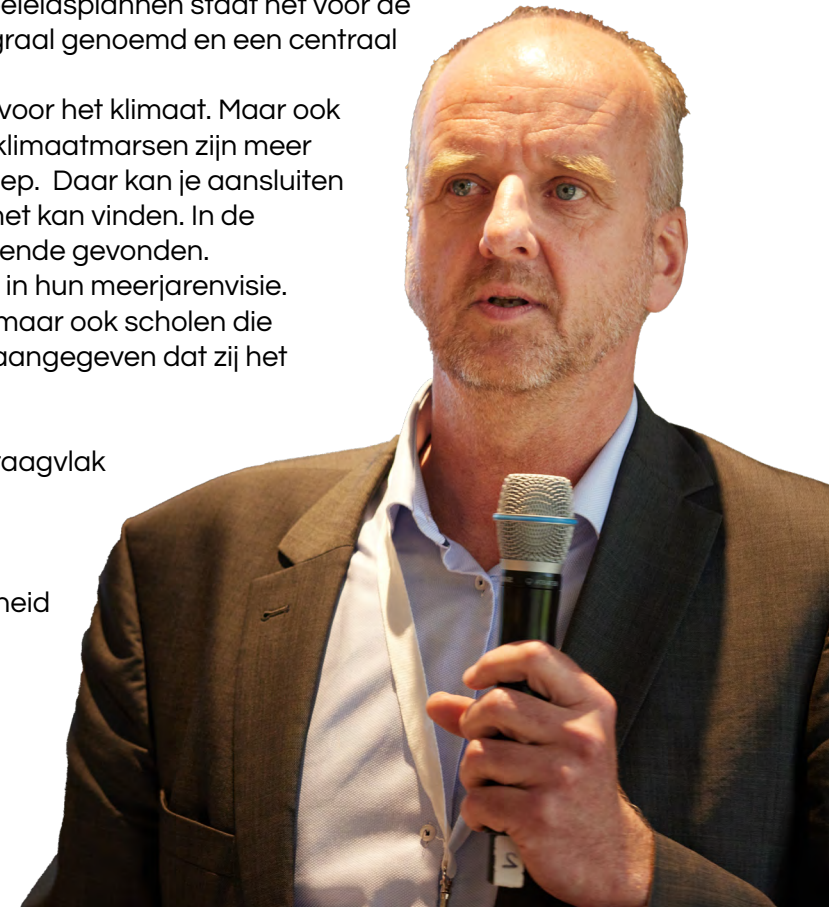 eleidsplannen staat het voor de
graal genoemd en een centraal
voor het klimaat. Maar ook
klimaatmarsen zijn meer
ep. Daar kan je aansluiten
net kan vinden. In de
ende gevonden.
in hun meerjarenvisie.
maar ook scholen die
aangegeven dat zij het
raagvlak
heid
2